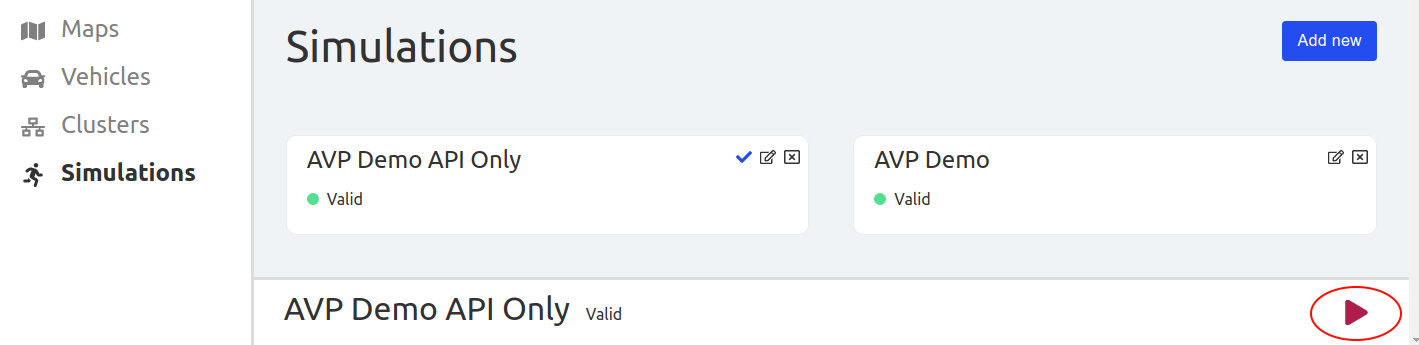 Maps
Vehicles
Clusters
Simulations
Simulations
Add new
AVP Demo API Only
Valid
AVP Demo
Valid
AVP Demo API Only Valid